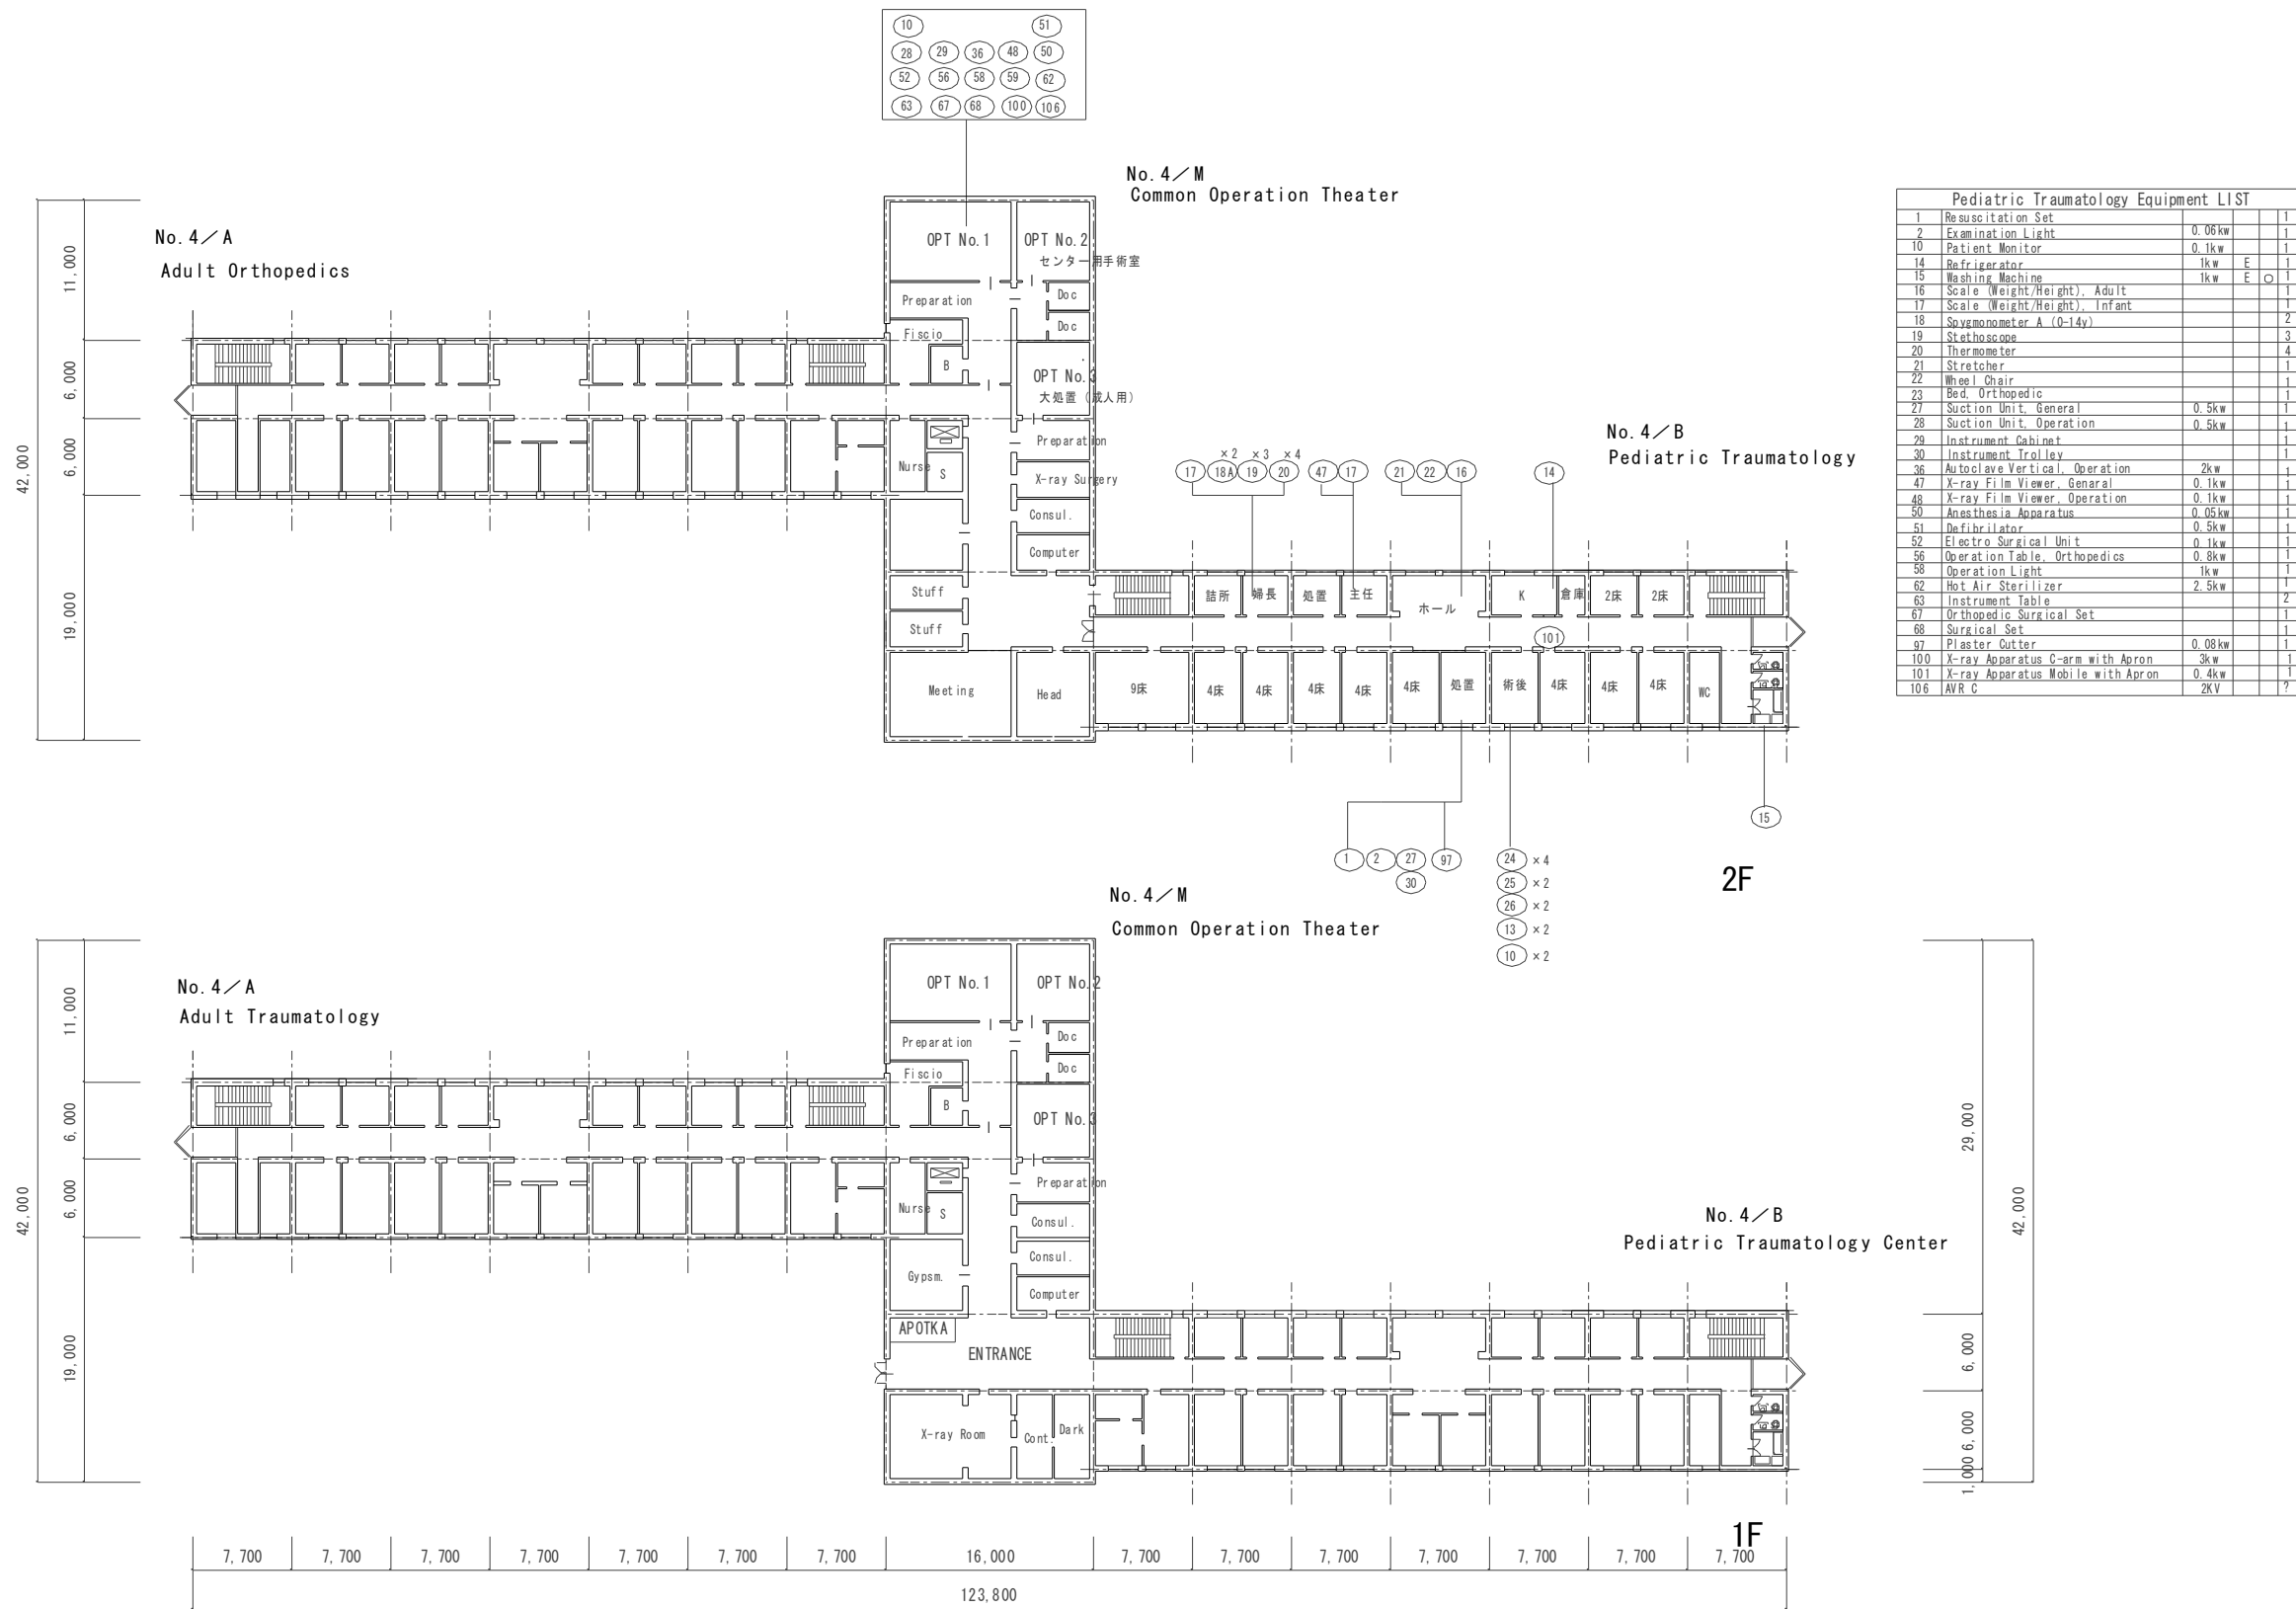 10 51
28 29 36 48 50
52 56 58 59 62
63 67 68 100 106
No.4／M
Common Operation Theater
No.4／A
Adult Orthopedics
OPT No.1
OPT No.2
センター用手術室
Preparation
Doc
Fiscio
Doc
B
OPT No.3
大処置（成人用）
Preparation
Nurse
S
X-ray Surgery
Consul.
Computer
Stuff
Stuff
Meeting
Head
11,000
6,000
6,000
19,000
42,000
No.4／B
Pediatric Traumatology
×2 ×3 ×4
17 18A 19 20 47 17 21 22 16 14
詰所 婦長 処置 主任 ホール K 倉庫 2床 2床
101
9床 4床 4床 4床 4床 4床 処置 術後 4床 4床 4床 WC
15
1 2 27 97
30
24 ×4
25 ×2
26 ×2
13 ×2
10 ×2
2F
Pediatric Traumatology Equipment LIST
1 Resuscitation Set 1
2 Examination Light 0.06kw 1
10 Patient Monitor 0.1kw 1
14 Refrigerator 1kw E 1
15 Washing Machine 1kw E ○ 1
16 Scale (Weight/Height), Adult 1
17 Scale (Weight/Height), Infant 1
18 Spygmonometer A (0-14y) 2
19 Stethoscope 3
20 Thermometer 4
21 Stretcher 1
22 Wheel Chair 1
23 Bed, Orthopedic 1
27 Suction Unit, General 0.5kw 1
28 Suction Unit, Operation 0.5kw 1
29 Instrument Cabinet 1
30 Instrument Trolley 1
36 Autoclave Vertical, Operation 2kw 1
47 X-ray Film Viewer, Genaral 0.1kw 1
48 X-ray Film Viewer, Operation 0.1kw 1
50 Anesthesia Apparatus 0.05kw 1
51 Defibrilator 0.5kw 1
52 Electro Surgical Unit 0.1kw 1
56 Operation Table, Orthopedics 0.8kw 1
58 Operation Light 1kw 1
62 Hot Air Sterilizer 2.5kw 1
63 Instrument Table 2
67 Orthopedic Surgical Set 1
68 Surgical Set 1
97 Plaster Cutter 0.08kw 1
100 X-ray Apparatus C-arm with Apron 3kw 1
101 X-ray Apparatus Mobile with Apron 0.4kw 1
106 AVR C 2KV ?
No.4／M
Common Operation Theater
No.4／A
Adult Traumatology
OPT No.1
OPT No.2
Preparation
Doc
Fiscio
Doc
B
OPT No.3
Preparation
Nurse
S
Consul.
Gypsm.
Consul.
Computer
APOTKA
ENTRANCE
X-ray Room
Cont.
Dark
11,000
6,000
6,000
19,000
42,000
No.4／B
Pediatric Traumatology Center
29,000
6,000
6,000
1,000
42,000
1F
7,700 7,700 7,700 7,700 7,700 7,700 7,700 16,000 7,700 7,700 7,700 7,700 7,700 7,700 7,700
123,800